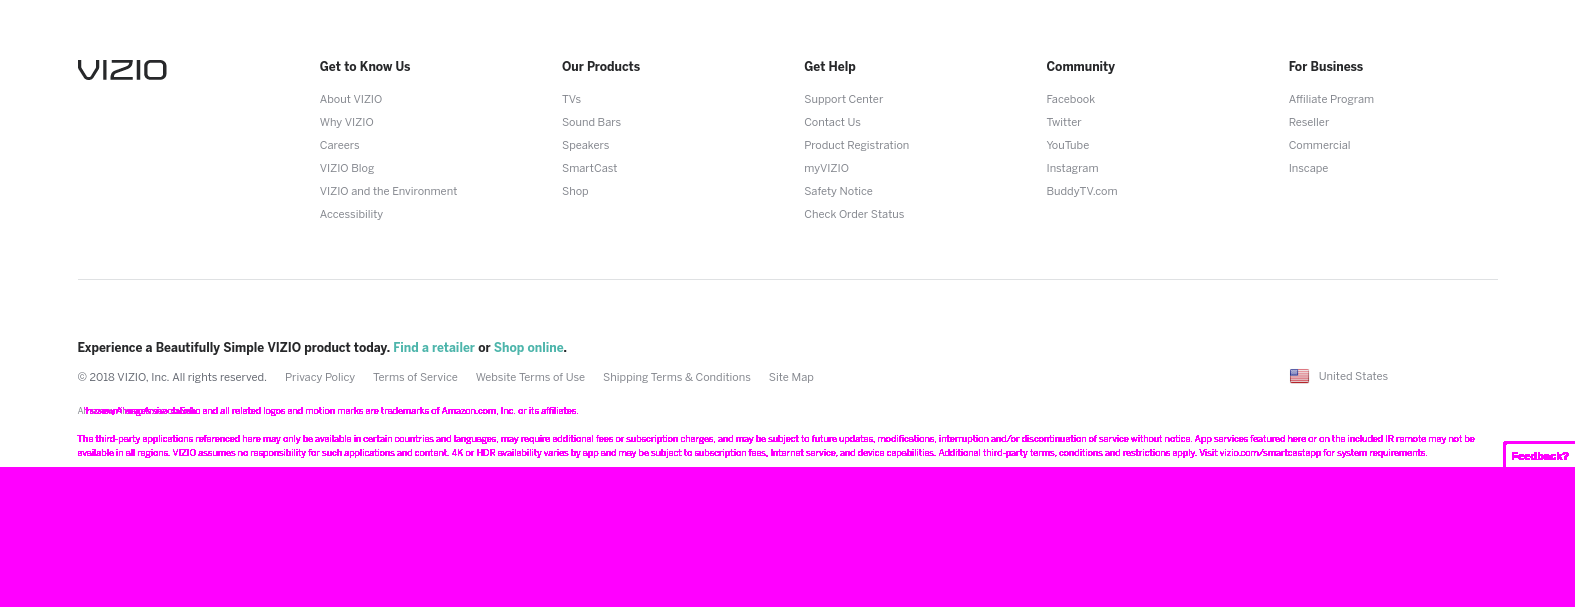 VIZIO
Get to Know Us
About VIZIO
Why VIZIO
Careers
VIZIO Blog
VIZIO and the Environment
Accessibility
Our Products
TVs
Sound Bars
Speakers
SmartCast
Shop
Get Help
Support Center
Contact Us
Product Registration
myVIZIO
Safety Notice
Check Order Status
Community
Facebook
Twitter
YouTube
Instagram
BuddyTV.com
For Business
Affiliate Program
Reseller
Commercial
Inscape
Experience a Beautifully Simple VIZIO product today. Find a retailer or Shop online.
© 2018 VIZIO, Inc. All rights reserved. Privacy Policy Terms of Service Website Terms of Use Shipping Terms & Conditions Site Map
United States
and all related logos and motion marks are trademarks of Amazon.com, Inc. or its affiliates.
The third-party applications referenced here may only be available in certain countries and languages, may require additional fees or subscription charges, and may be subject to future updates, modifications, interruption and/or discontinuation of service without notice. App services featured here or on the included IR remote may not be
available in all regions. VIZIO assumes no responsibility for such applications and content. 4K or HDR availability varies by app and may be subject to subscription fees, Internet service, and device capabilities. Additional third-party terms, conditions and restrictions apply. Visit vizio.com/smartcastapp for system requirements.
Feedback?